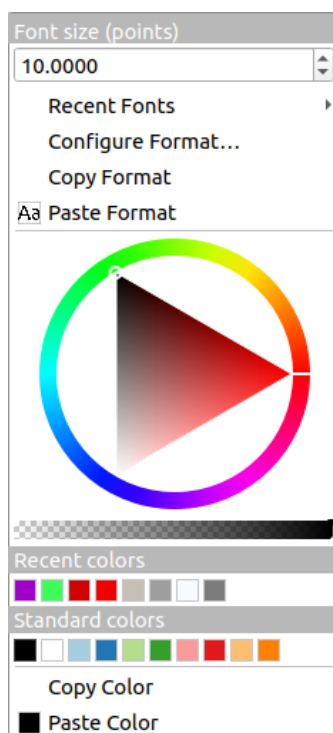 Font size (points)
10.0000
Recent Fonts
Configure Format…
Copy Format
Aa Paste Format
Recent colors
Standard colors
Copy Color
Paste Color